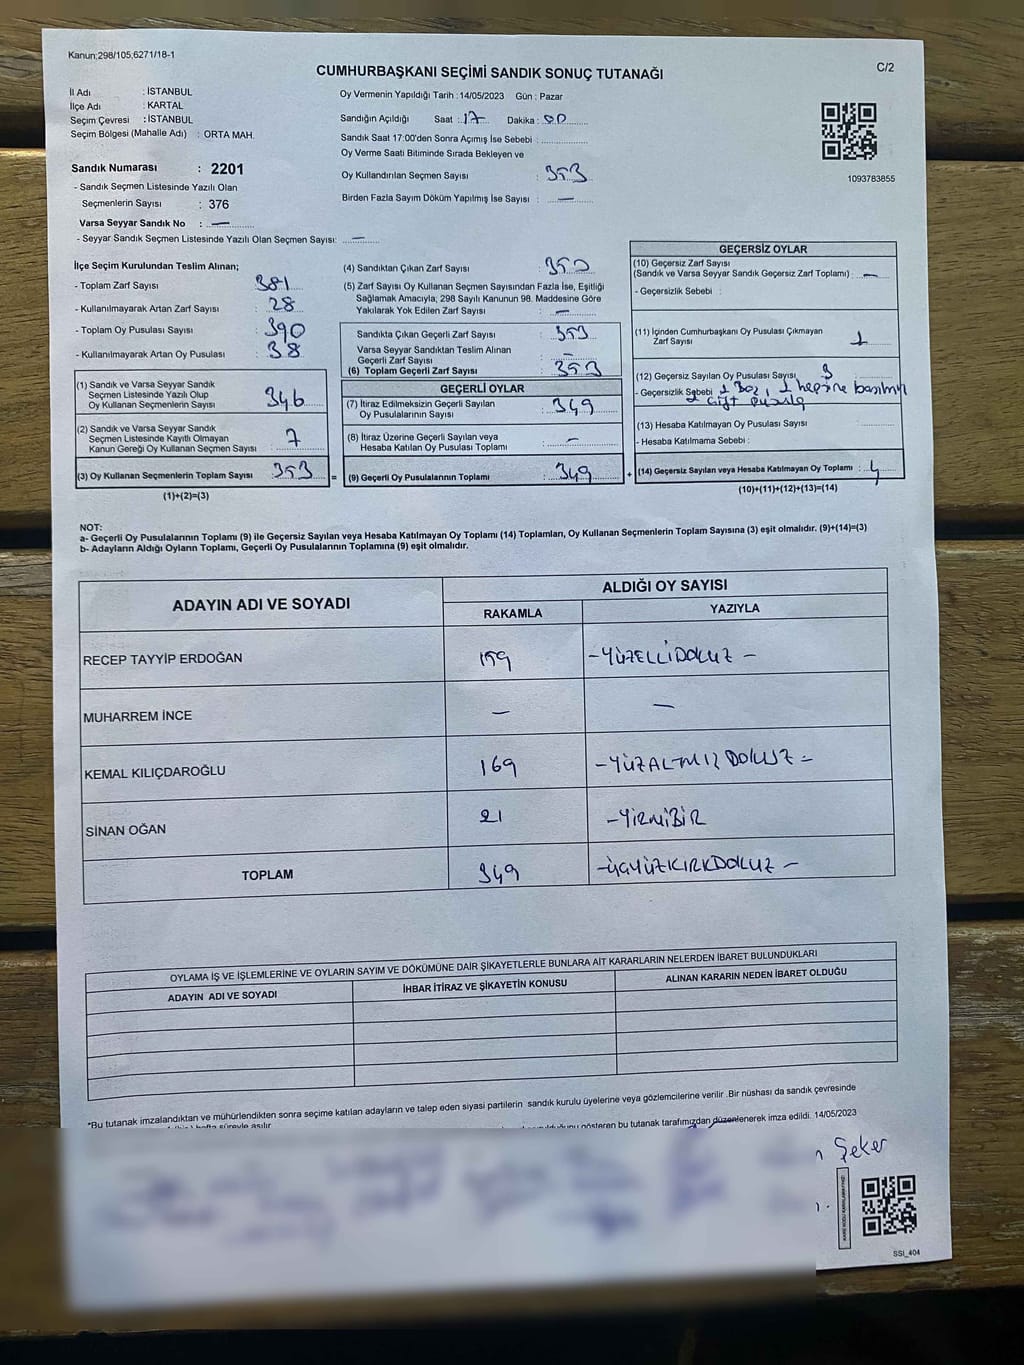 Kanun:298/105,6271/18-1
C/2
CUMHURBAŞKANI SEÇİMİ SANDIK SONUÇ TUTANAĞI
İl Adı : İSTANBUL
İlçe Adı : KARTAL
Seçim Çevresi : İSTANBUL
Seçim Bölgesi (Mahalle Adı) : ORTA MAH.
Sandık Numarası : 2201
- Sandık Seçmen Listesinde Yazılı Olan
Seçmenlerin Sayısı : 376
Varsa Seyyar Sandık No : —
- Seyyar Sandık Seçmen Listesinde Yazılı Olan Seçmen Sayısı: —
Oy Vermenin Yapıldığı Tarih : 14/05/2023 Gün : Pazar
Sandığın Açıldığı Saat : 17 Dakika : 00
Sandık Saat 17:00'den Sonra Açımış İse Sebebi :
Oy Verme Saati Bitiminde Sırada Bekleyen ve
Oy Kullandırılan Seçmen Sayısı : 353
Birden Fazla Sayım Döküm Yapılmış İse Sayısı : —
1093783855
İlçe Seçim Kurulundan Teslim Alınan;
- Toplam Zarf Sayısı : 381
- Kullanılmayarak Artan Zarf Sayısı : 28
- Toplam Oy Pusulası Sayısı : 390
- Kullanılmayarak Artan Oy Pusulası : 38
(1) Sandık ve Varsa Seyyar Sandık
Seçmen Listesinde Yazılı Olup
Oy Kullanan Seçmenlerin Sayısı : 346
(2) Sandık ve Varsa Seyyar Sandık
Seçmen Listesinde Kayıtlı Olmayan
Kanun Gereği Oy Kullanan Seçmen Sayısı : 7
(3) Oy Kullanan Seçmenlerin Toplam Sayısı : 353 =
(1)+(2)=(3)
(4) Sandıktan Çıkan Zarf Sayısı : 353
(5) Zarf Sayısı Oy Kullanan Seçmen Sayısından Fazla İse, Eşitliği
Sağlamak Amacıyla; 298 Sayılı Kanunun 98. Maddesine Göre
Yakılarak Yok Edilen Zarf Sayısı : —
Sandıkta Çıkan Geçerli Zarf Sayısı : 353
Varsa Seyyar Sandıktan Teslim Alınan
Geçerli Zarf Sayısı : —
(6) Toplam Geçerli Zarf Sayısı : 353
GEÇERLİ OYLAR
(7) İtiraz Edilmeksizin Geçerli Sayılan
Oy Pusulalarının Sayısı : 349
(8) İtiraz Üzerine Geçerli Sayılan veya
Hesaba Katılan Oy Pusulası Toplamı : —
(9) Geçerli Oy Pusulalarının Toplamı : 349 +
GEÇERSİZ OYLAR
(10) Geçersiz Zarf Sayısı
(Sandık ve Varsa Seyyar Sandık Geçersiz Zarf Toplamı) : —
- Geçersizlik Sebebi :
(11) İçinden Cumhurbaşkanı Oy Pusulası Çıkmayan
Zarf Sayısı : 1
(12) Geçersiz Sayılan Oy Pusulası Sayısı : 3
- Geçersizlik Sebebi : 1 Boş, 1 hepsine basılmış
çift pusula
(13) Hesaba Katılmayan Oy Pusulası Sayısı :
- Hesaba Katılmama Sebebi :
(14) Geçersiz Sayılan veya Hesaba Katılmayan Oy Toplamı : 4
(10)+(11)+(12)+(13)=(14)
NOT:
a- Geçerli Oy Pusulalarının Toplamı (9) ile Geçersiz Sayılan veya Hesaba Katılmayan Oy Toplamı (14) Toplamları, Oy Kullanan Seçmenlerin Toplam Sayısına (3) eşit olmalıdır. (9)+(14)=(3)
b- Adayların Aldığı Oyların Toplamı, Geçerli Oy Pusulalarının Toplamına (9) eşit olmalıdır.
ADAYIN ADI VE SOYADI
ALDIĞI OY SAYISI
RAKAMLA YAZIYLA
RECEP TAYYİP ERDOĞAN 159 -YÜZELLİDOKUZ-
MUHARREM İNCE — —
KEMAL KILIÇDAROĞLU 169 -YÜZALTMIŞDOKUZ-
SİNAN OĞAN 21 -YİRMİBİR
TOPLAM 349 -ÜÇYÜZKIRKDOKUZ-
OYLAMA İŞ VE İŞLEMLERİNE VE OYLARIN SAYIM VE DÖKÜMÜNE DAİR ŞİKAYETLERLE BUNLARA AİT KARARLARIN NELERDEN İBARET BULUNDUKLARI
ADAYIN ADI VE SOYADI İHBAR İTİRAZ VE ŞİKAYETİN KONUSU ALINAN KARARIN NEDEN İBARET OLDUĞU
*Bu tutanak imzalandıktan ve mühürlendikten sonra seçime katılan adayların ve talep eden siyasi partilerin sandık kurulu üyelerine veya gözlemcilerine verilir .Bir nüshası da sandık çevresinde
hafta süreyle asılır
gösteren bu tutanak tarafımızdan düzenlenerek imza edildi. 14/05/2023
Şeker
SSI_404